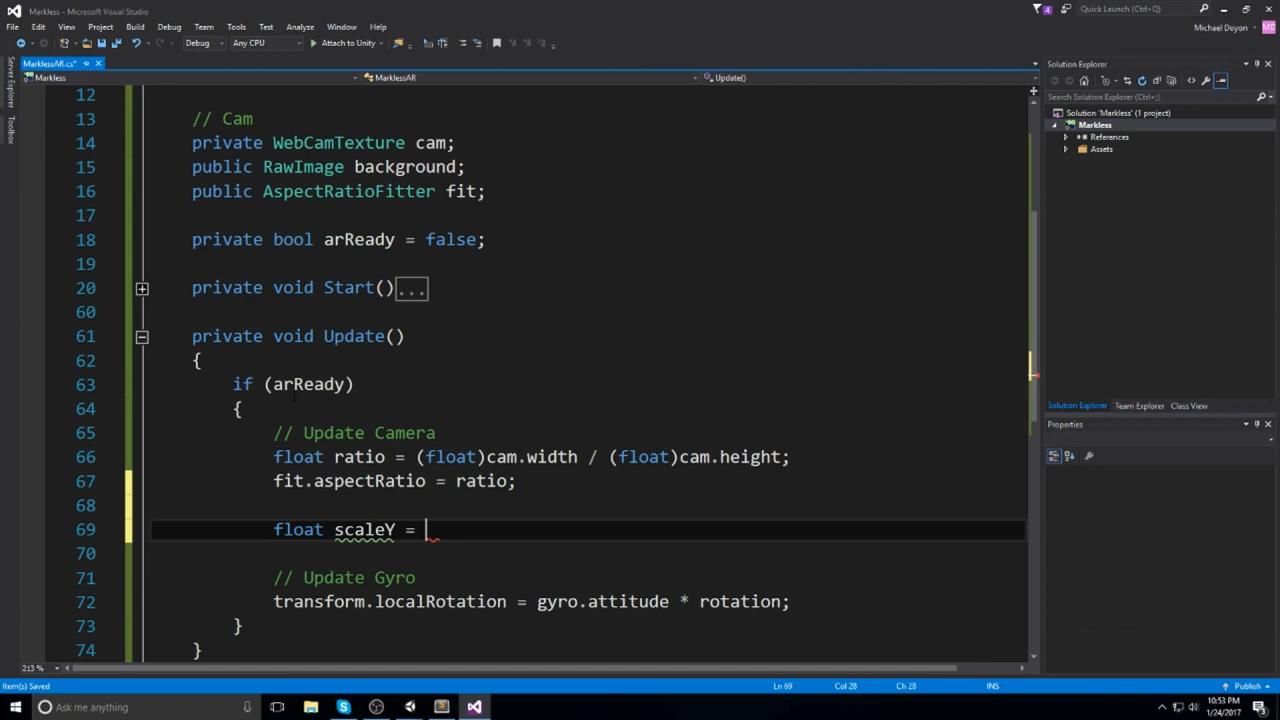 Markless - Microsoft Visual Studio
4
Quick Launch (Ctrl+Q)
File Edit View Project Build Debug Team Tools Test Analyze Window Help
Michael Doyon
Debug Any CPU Attach to Unity
MarklessAR.cs*
Solution Explorer
Markless MarklessAR Update()
Server Explorer
Toolbox
Search Solution Explorer (Ctrl+;)
Solution 'Markless' (1 project)
Markless
References
Assets
12
13 // Cam
14 private WebCamTexture cam;
15 public RawImage background;
16 public AspectRatioFitter fit;
17
18 private bool arReady = false;
19
20 private void Start()...
60
61 private void Update()
62 {
63 if (arReady)
64 {
65 // Update Camera
66 float ratio = (float)cam.width / (float)cam.height;
67 fit.aspectRatio = ratio;
68
69 float scaleY =
70
71 // Update Gyro
72 transform.localRotation = gyro.attitude * rotation;
73 }
74 }
Solution Explorer Team Explorer Class View
Properties
213 %
Item(s) Saved Ln 69 Col 28 Ch 28 INS Publish
Ask me anything
10:53 PM
1/24/2017